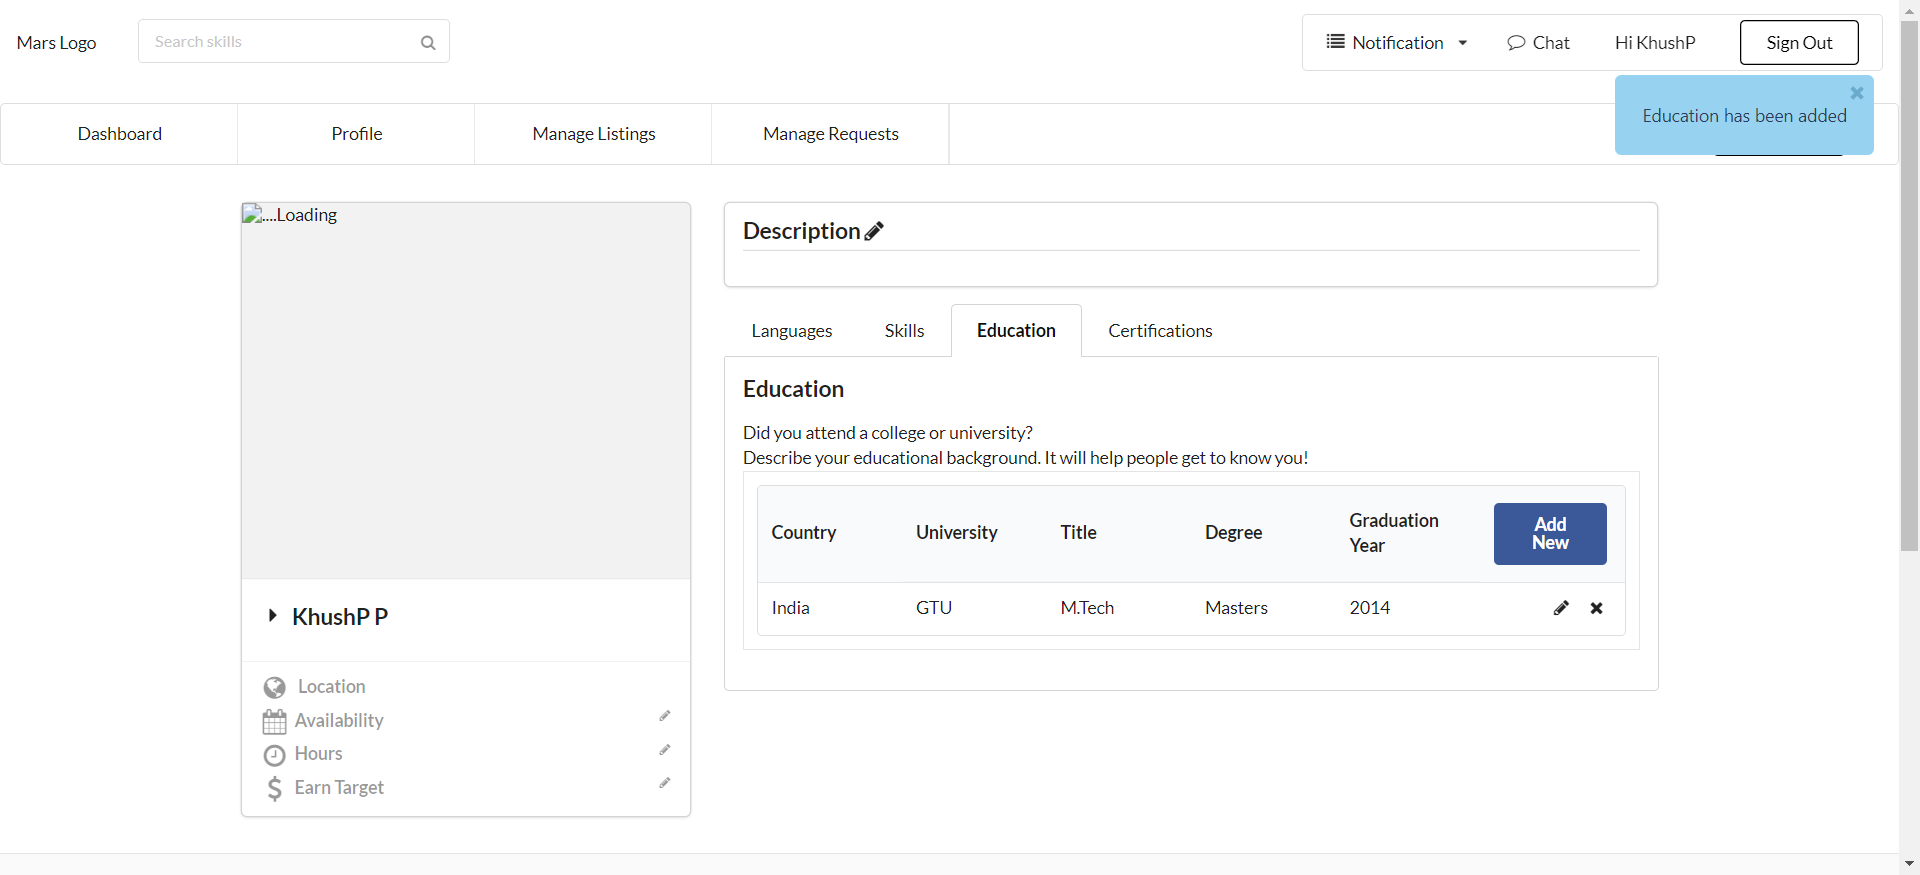 Mars Logo
Search skills
Notification
Chat
Hi KhushP
Sign Out
Education has been added
Dashboard
Profile
Manage Listings
Manage Requests
....Loading
KhushP P
Location
Availability
Hours
Earn Target
Description
Languages
Skills
Education
Certifications
Education
Did you attend a college or university?
Describe your educational background. It will help people get to know you!
Country
University
Title
Degree
Graduation
Year
Add
New
India
GTU
M.Tech
Masters
2014